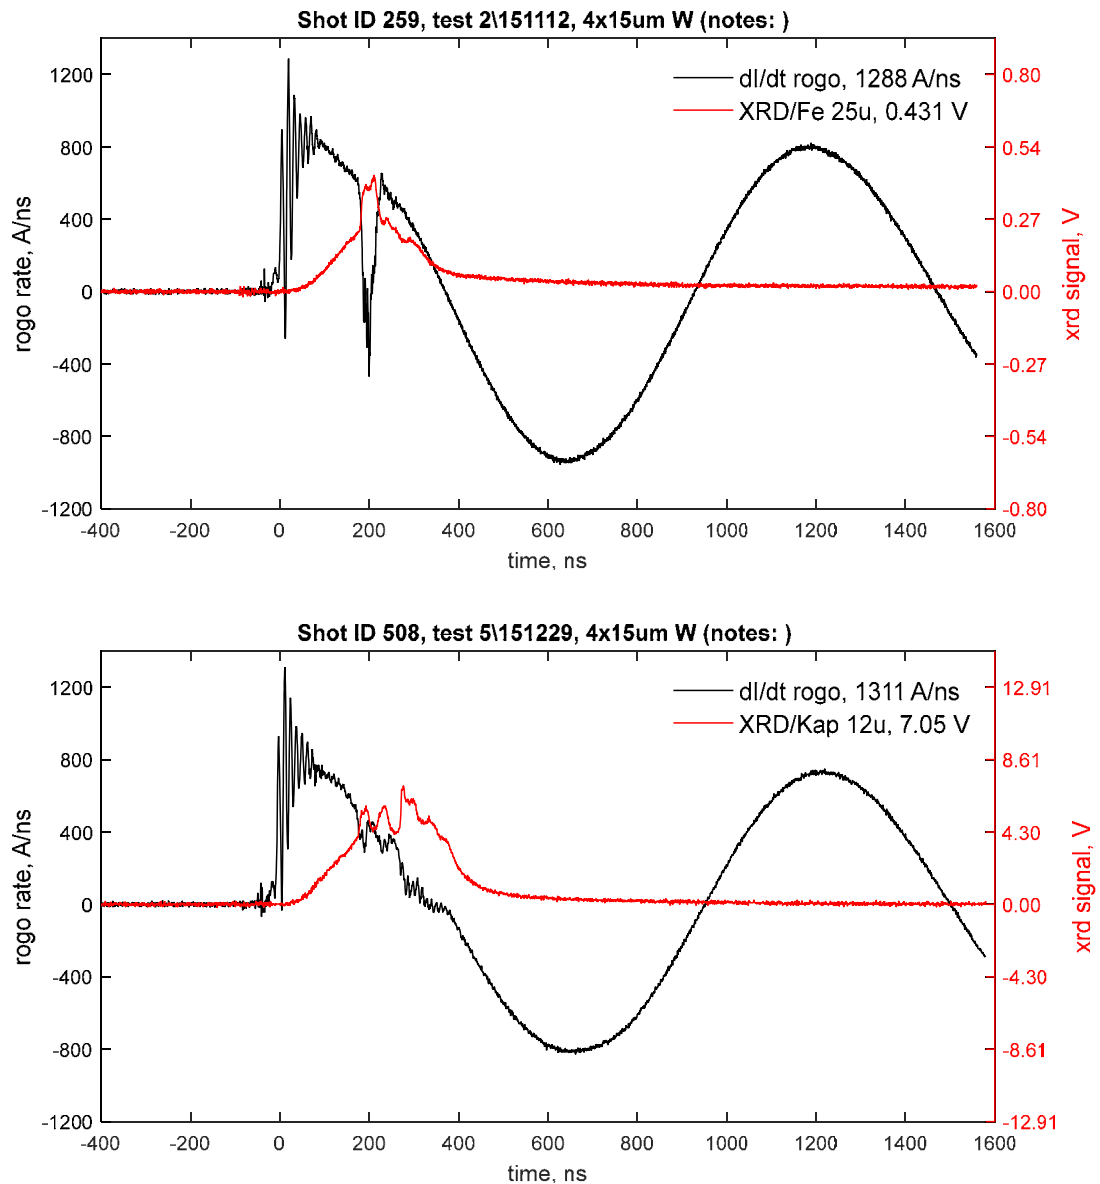 Shot ID 259, test 2\151112, 4x15um W (notes: )
dI/dt rogo, 1288 A/ns
XRD/Fe 25u, 0.431 V
1200
800
400
0
-400
-800
-1200
rogo rate, A/ns
0.80
0.54
0.27
0.00
-0.27
-0.54
-0.80
xrd signal, V
-400 -200 0 200 400 600 800 1000 1200 1400 1600
time, ns
Shot ID 508, test 5\151229, 4x15um W (notes: )
dI/dt rogo, 1311 A/ns
XRD/Kap 12u, 7.05 V
1200
800
400
0
-400
-800
-1200
rogo rate, A/ns
12.91
8.61
4.30
0.00
-4.30
-8.61
-12.91
xrd signal, V
-400 -200 0 200 400 600 800 1000 1200 1400 1600
time, ns